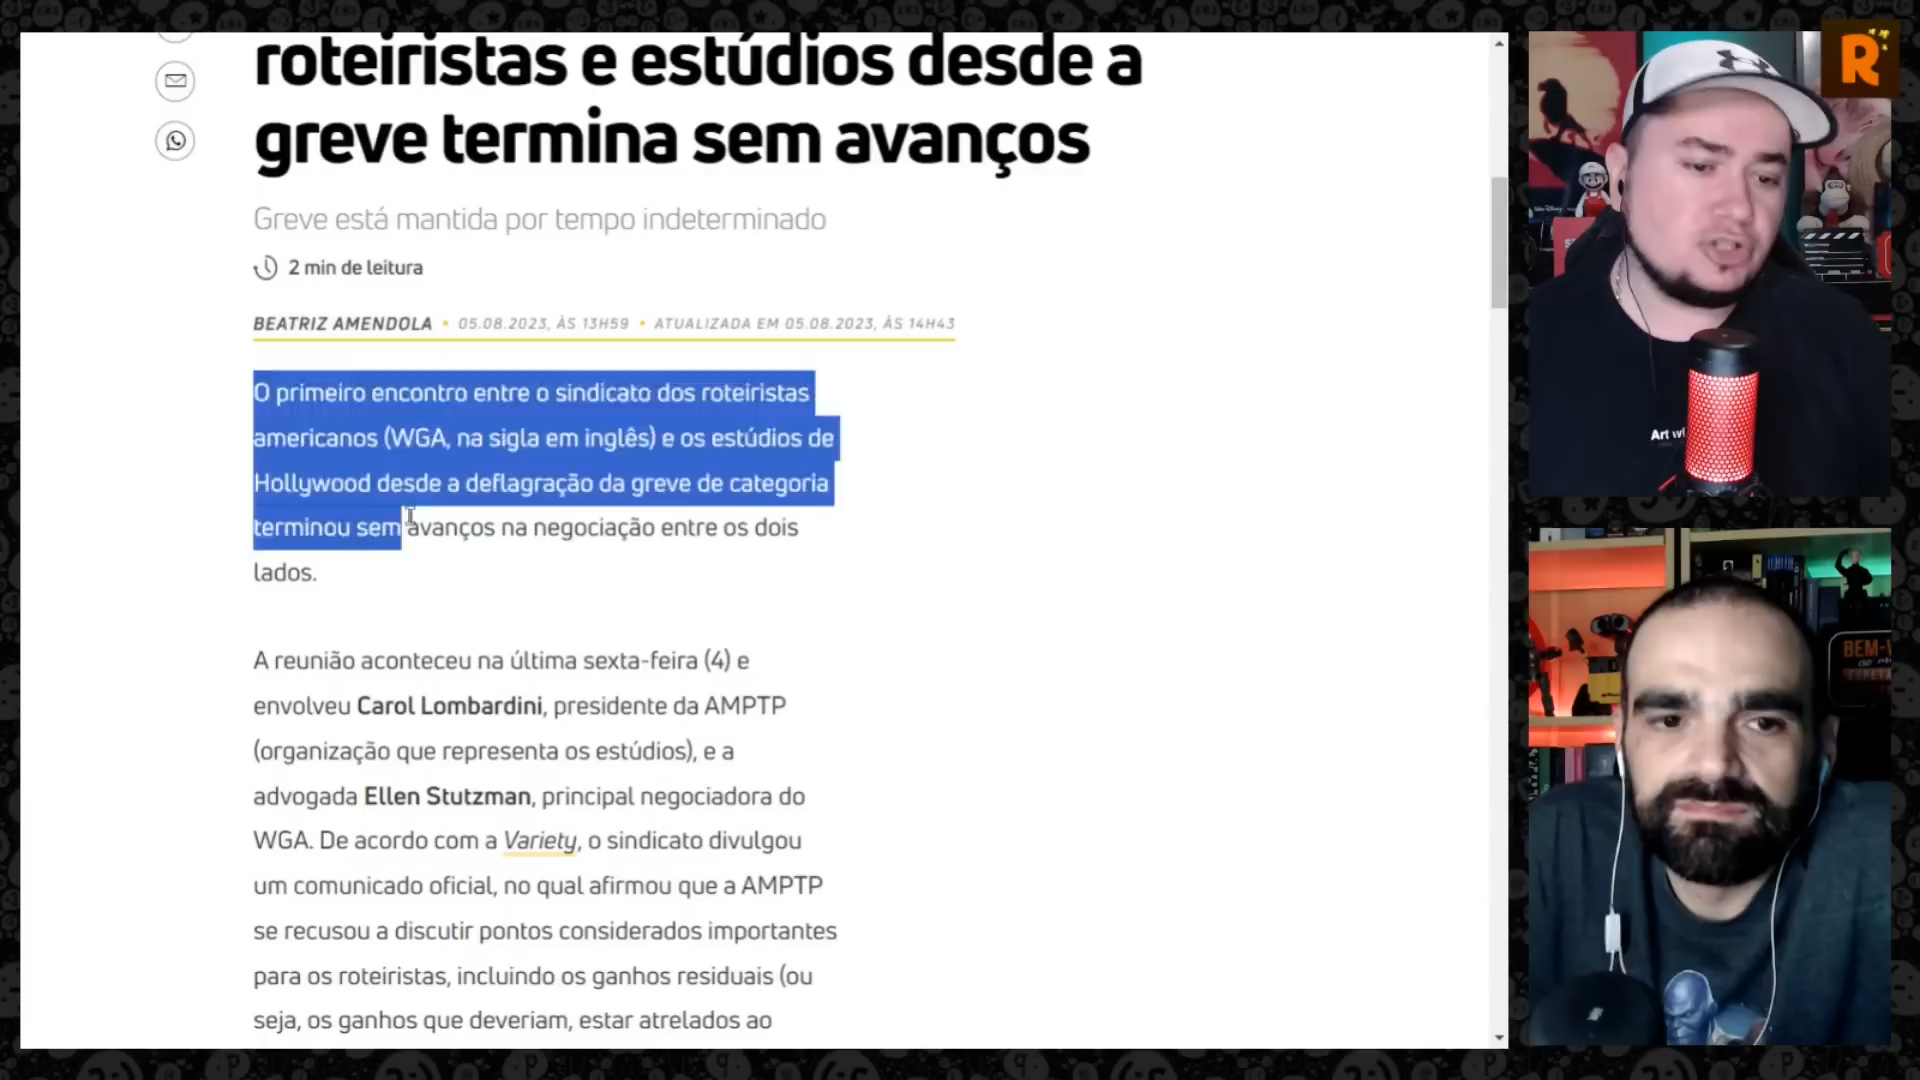 roteiristas e estúdios desde a
greve termina sem avanços
Greve está mantida por tempo indeterminado
2 min de leitura
BEATRIZ AMENDOLA • 05.08.2023, ÀS 13H59 • ATUALIZADA EM 05.08.2023, ÀS 14H43
O primeiro encontro entre o sindicato dos roteiristas
americanos (WGA, na sigla em inglês) e os estúdios de
Hollywood desde a deflagração da greve de categoria
terminou sem avanços na negociação entre os dois
lados.
A reunião aconteceu na última sexta-feira (4) e
envolveu Carol Lombardini, presidente da AMPTP
(organização que representa os estúdios), e a
advogada Ellen Stutzman, principal negociadora do
WGA. De acordo com a Variety, o sindicato divulgou
um comunicado oficial, no qual afirmou que a AMPTP
se recusou a discutir pontos considerados importantes
para os roteiristas, incluindo os ganhos residuais (ou
seja, os ganhos que deveriam, estar atrelados ao
R
Art
BEM-V